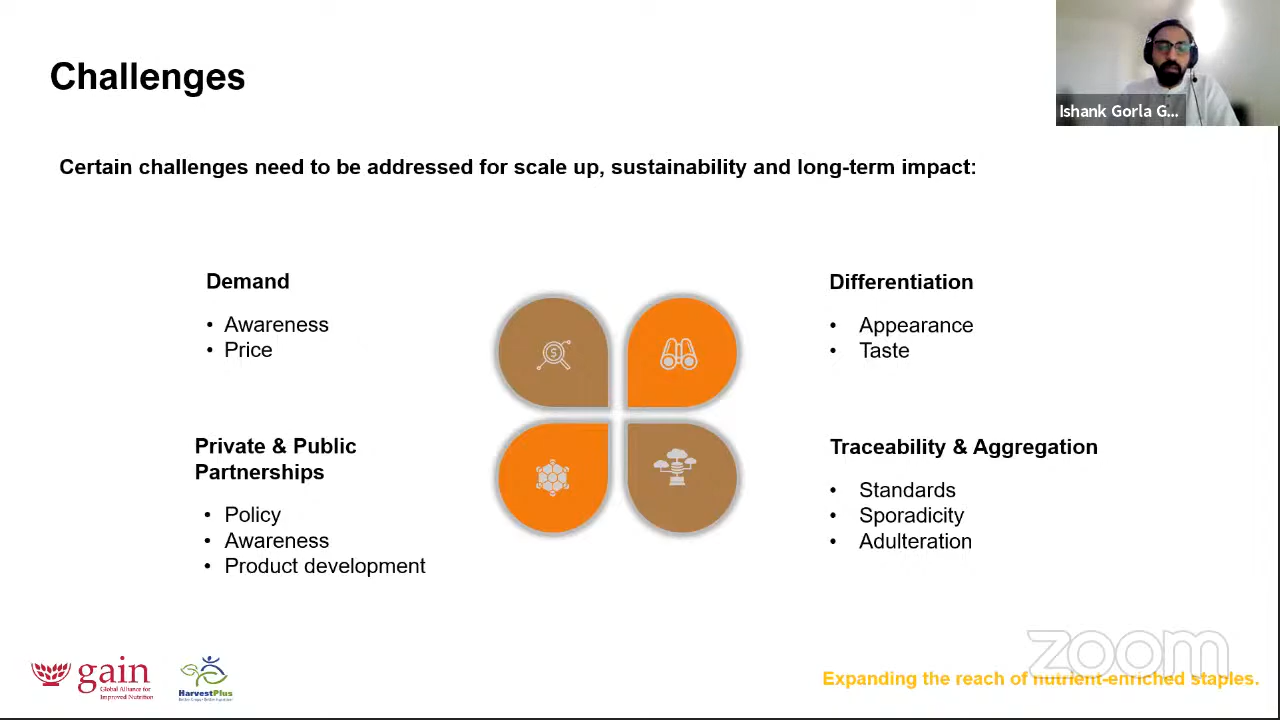 Challenges
Ishank Gorla G...
Certain challenges need to be addressed for scale up, sustainability and long-term impact:
Demand
• Awareness
• Price
Differentiation
• Appearance
• Taste
Private & Public
Partnerships
• Policy
• Awareness
• Product development
Traceability & Aggregation
• Standards
• Sporadicity
• Adulteration
gain
Global Alliance for
Improved Nutrition
HarvestPlus
zoom
Expanding the reach of nutrient-enriched staples.